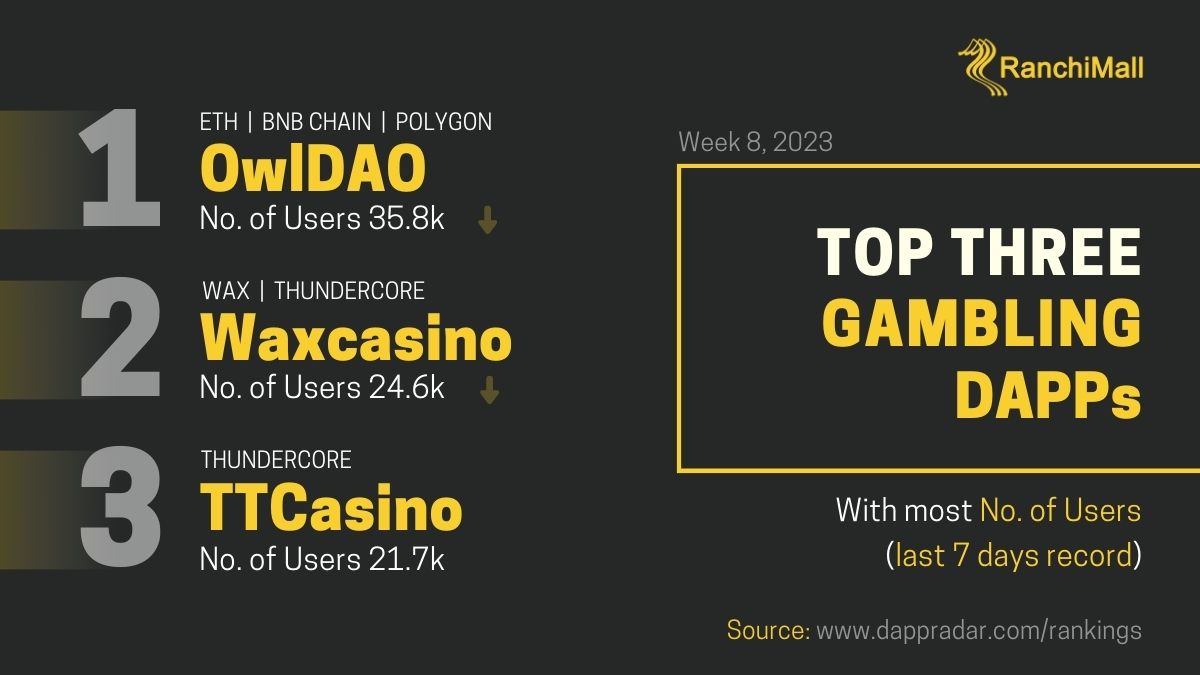 RanchiMall
1
ETH | BNB CHAIN | POLYGON
OwlDAO
No. of Users 35.8k
2
WAX | THUNDERCORE
Waxcasino
No. of Users 24.6k
3
THUNDERCORE
TTCasino
No. of Users 21.7k
Week 8, 2023
TOP THREE
GAMBLING
DAPPs
With most No. of Users
(last 7 days record)
Source: www.dappradar.com/rankings